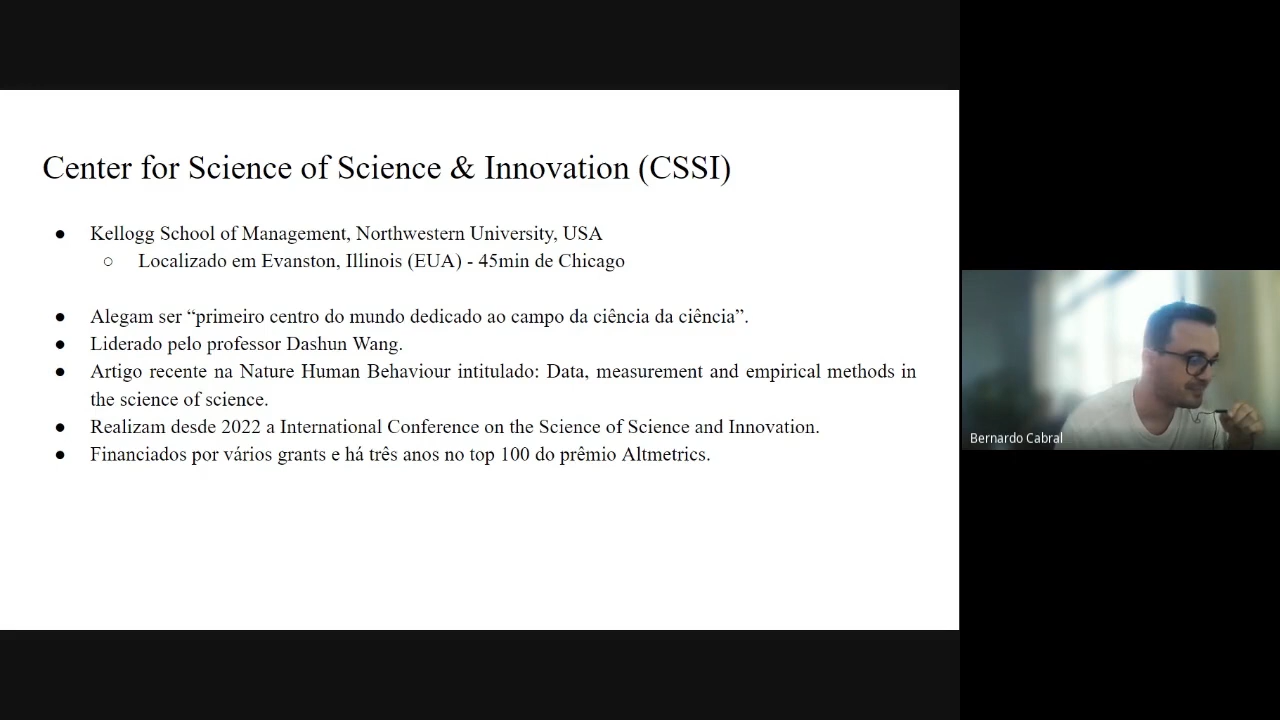 Center for Science of Science & Innovation (CSSI)
● Kellogg School of Management, Northwestern University, USA
○ Localizado em Evanston, Illinois (EUA) - 45min de Chicago
● Alegam ser “primeiro centro do mundo dedicado ao campo da ciência da ciência”.
● Liderado pelo professor Dashun Wang.
● Artigo recente na Nature Human Behaviour intitulado: Data, measurement and empirical methods in
the science of science.
● Realizam desde 2022 a International Conference on the Science of Science and Innovation.
● Financiados por vários grants e há três anos no top 100 do prêmio Altmetrics.
Bernardo Cabral